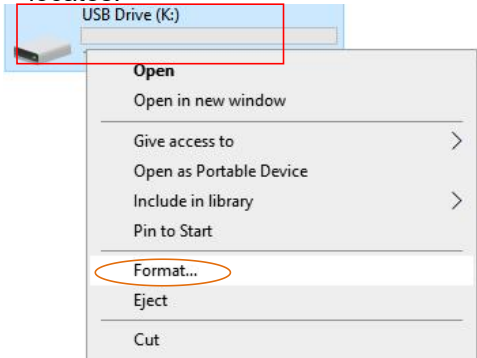 USB Drive (K:)
Open
Open in new window
Give access to
Open as Portable Device
Include in library
Pin to Start
Format...
Eject
Cut